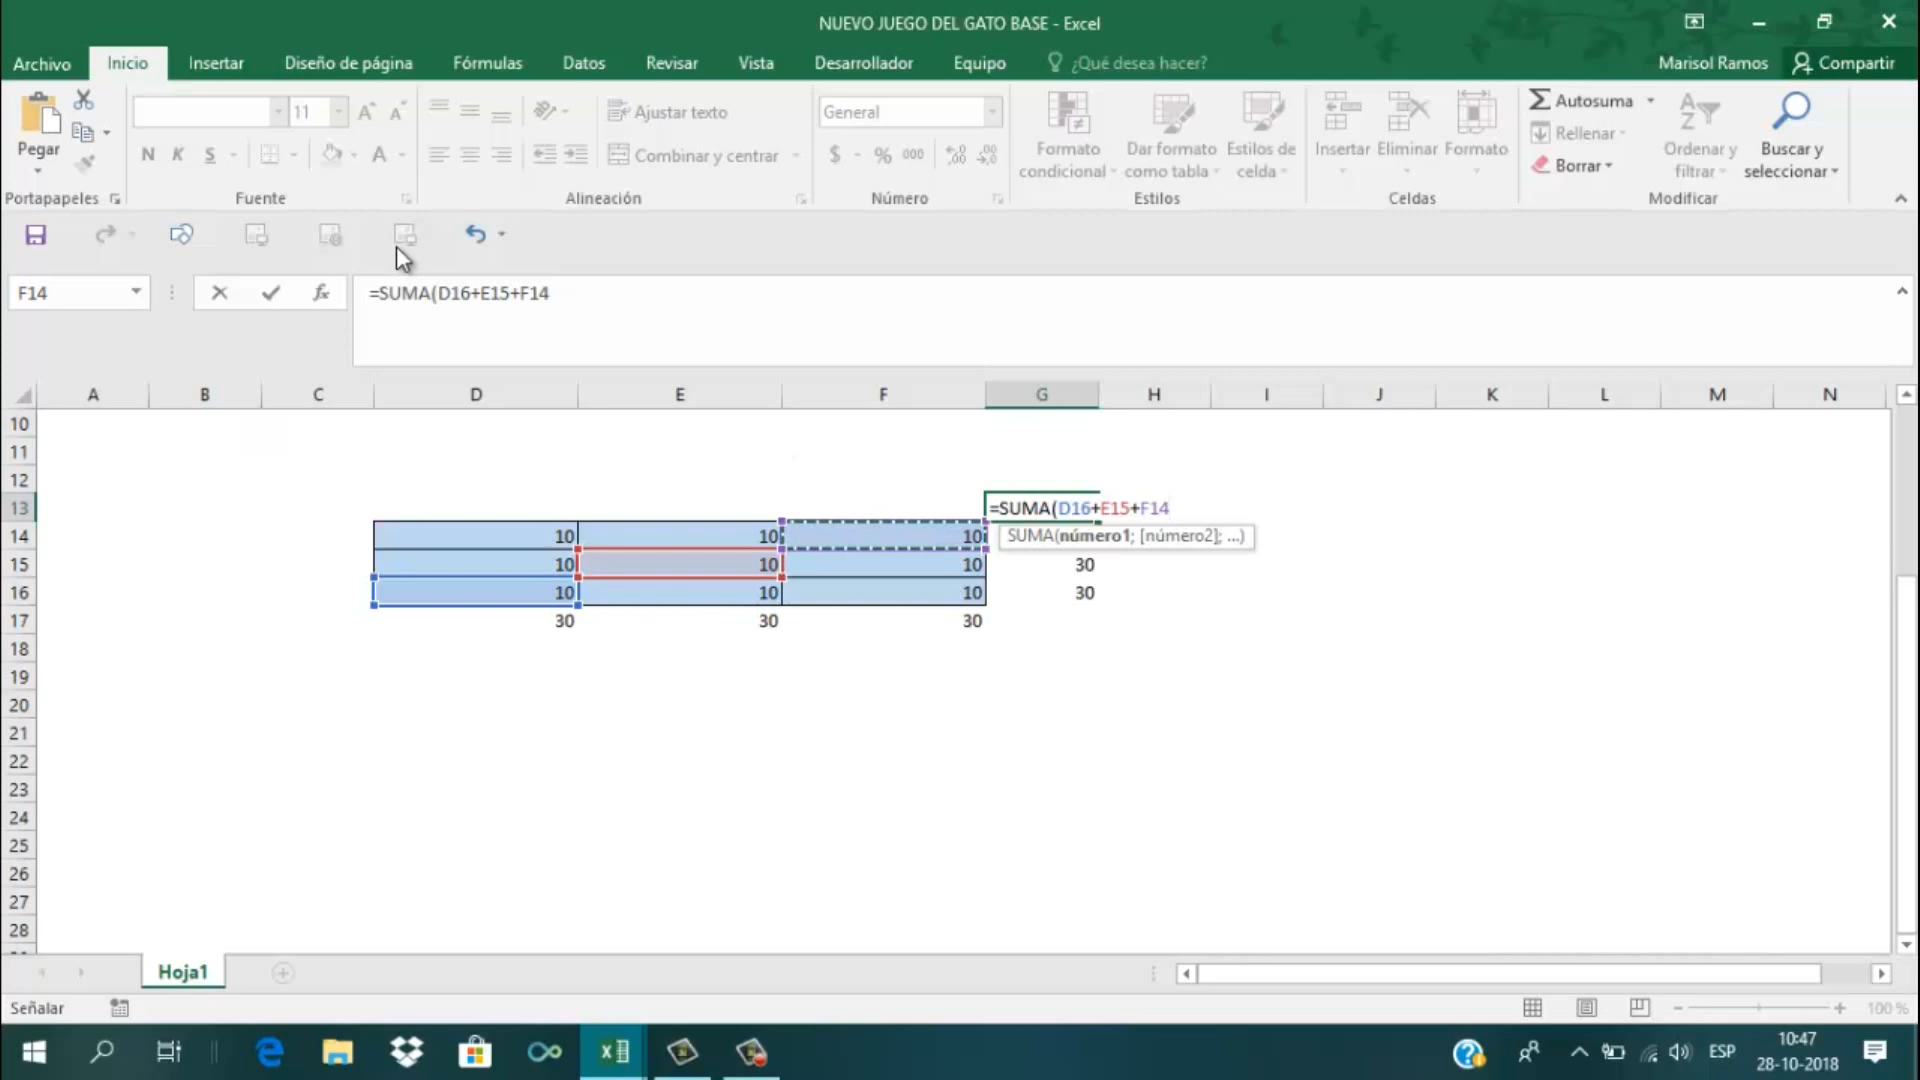 NUEVO JUEGO DEL GATO BASE - Excel
Archivo Inicio Insertar Diseño de página Fórmulas Datos Revisar Vista Desarrollador Equipo ¿Qué desea hacer? Marisol Ramos Compartir
11 Ajustar texto General Autosuma
Pegar Formato condicional Dar formato como tabla Estilos de celda Insertar Eliminar Formato Rellenar Ordenar y filtrar Buscar y seleccionar
N K S A Combinar y centrar $ % 000 Borrar
Portapapeles Fuente Alineación Número Estilos Celdas Modificar
F14 fx =SUMA(D16+E15+F14
A B C D E F G H I J K L M N
10
11
12
13 =SUMA(D16+E15+F14
14 10 10 10 SUMA(número1; [número2]; ...)
15 10 10 10 30
16 10 10 10 30
17 30 30 30
18
19
20
21
22
23
24
25
26
27
28
Hoja1
Señalar 100 %
ESP 10:47
28-10-2018